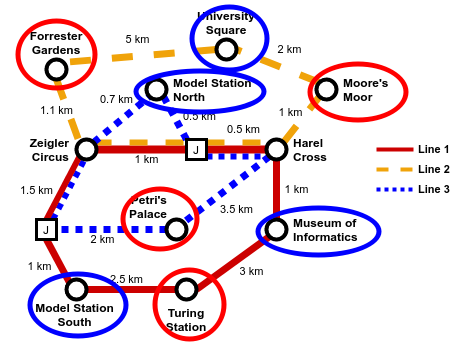 University
Square
Forrester
Gardens
5 km
2 km
Model Station
North
Moore's
Moor
0.7 km
1.1 km
0.5 km
1 km
0.5 km
Zeigler
Circus
J
Harel
Cross
1 km
Line 1
Line 2
Line 3
1.5 km
1 km
Petri's
Palace
3.5 km
Museum of
Informatics
J
2 km
1 km
3 km
2.5 km
Model Station
South
Turing
Station